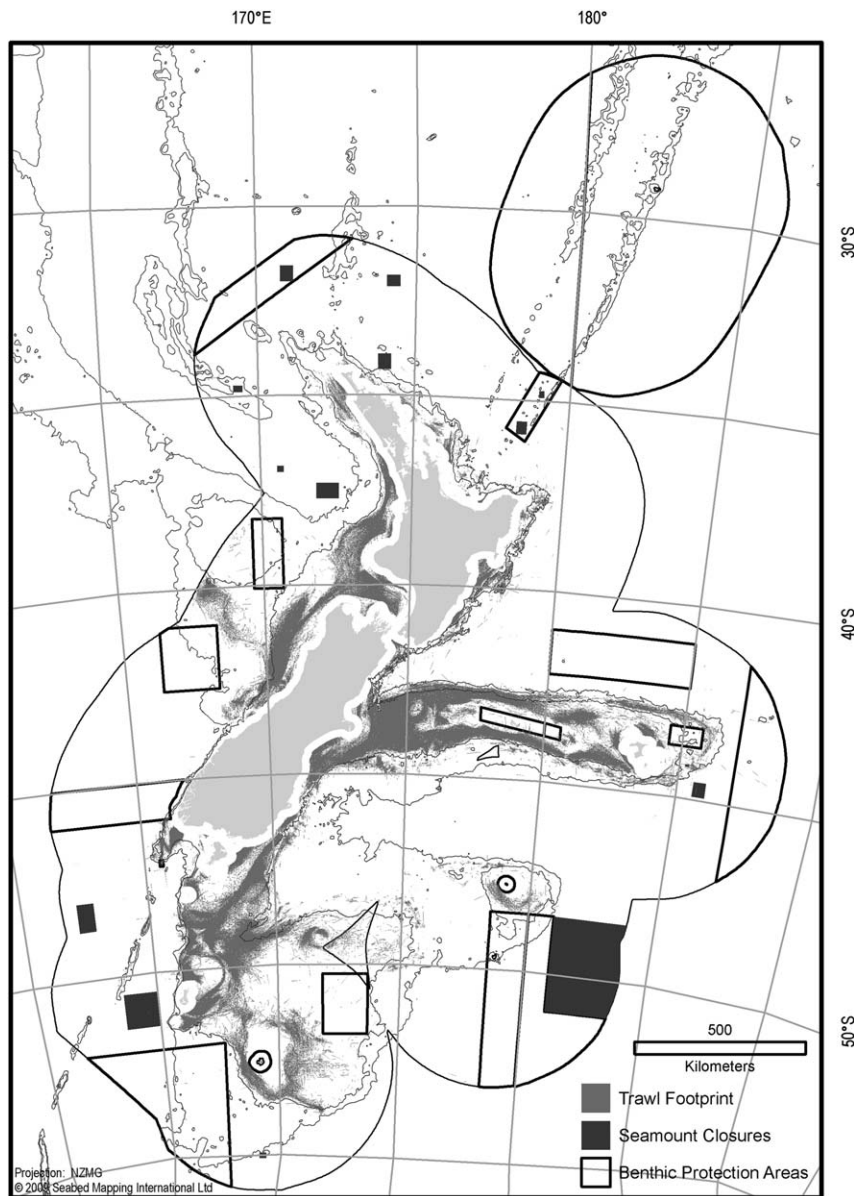 170°E
180°
30°S
40°S
50°S
500
Kilometers
Trawl Footprint
Seamount Closures
Benthic Protection Areas
Projection: NZMG
© 2009 Seabed Mapping International Ltd